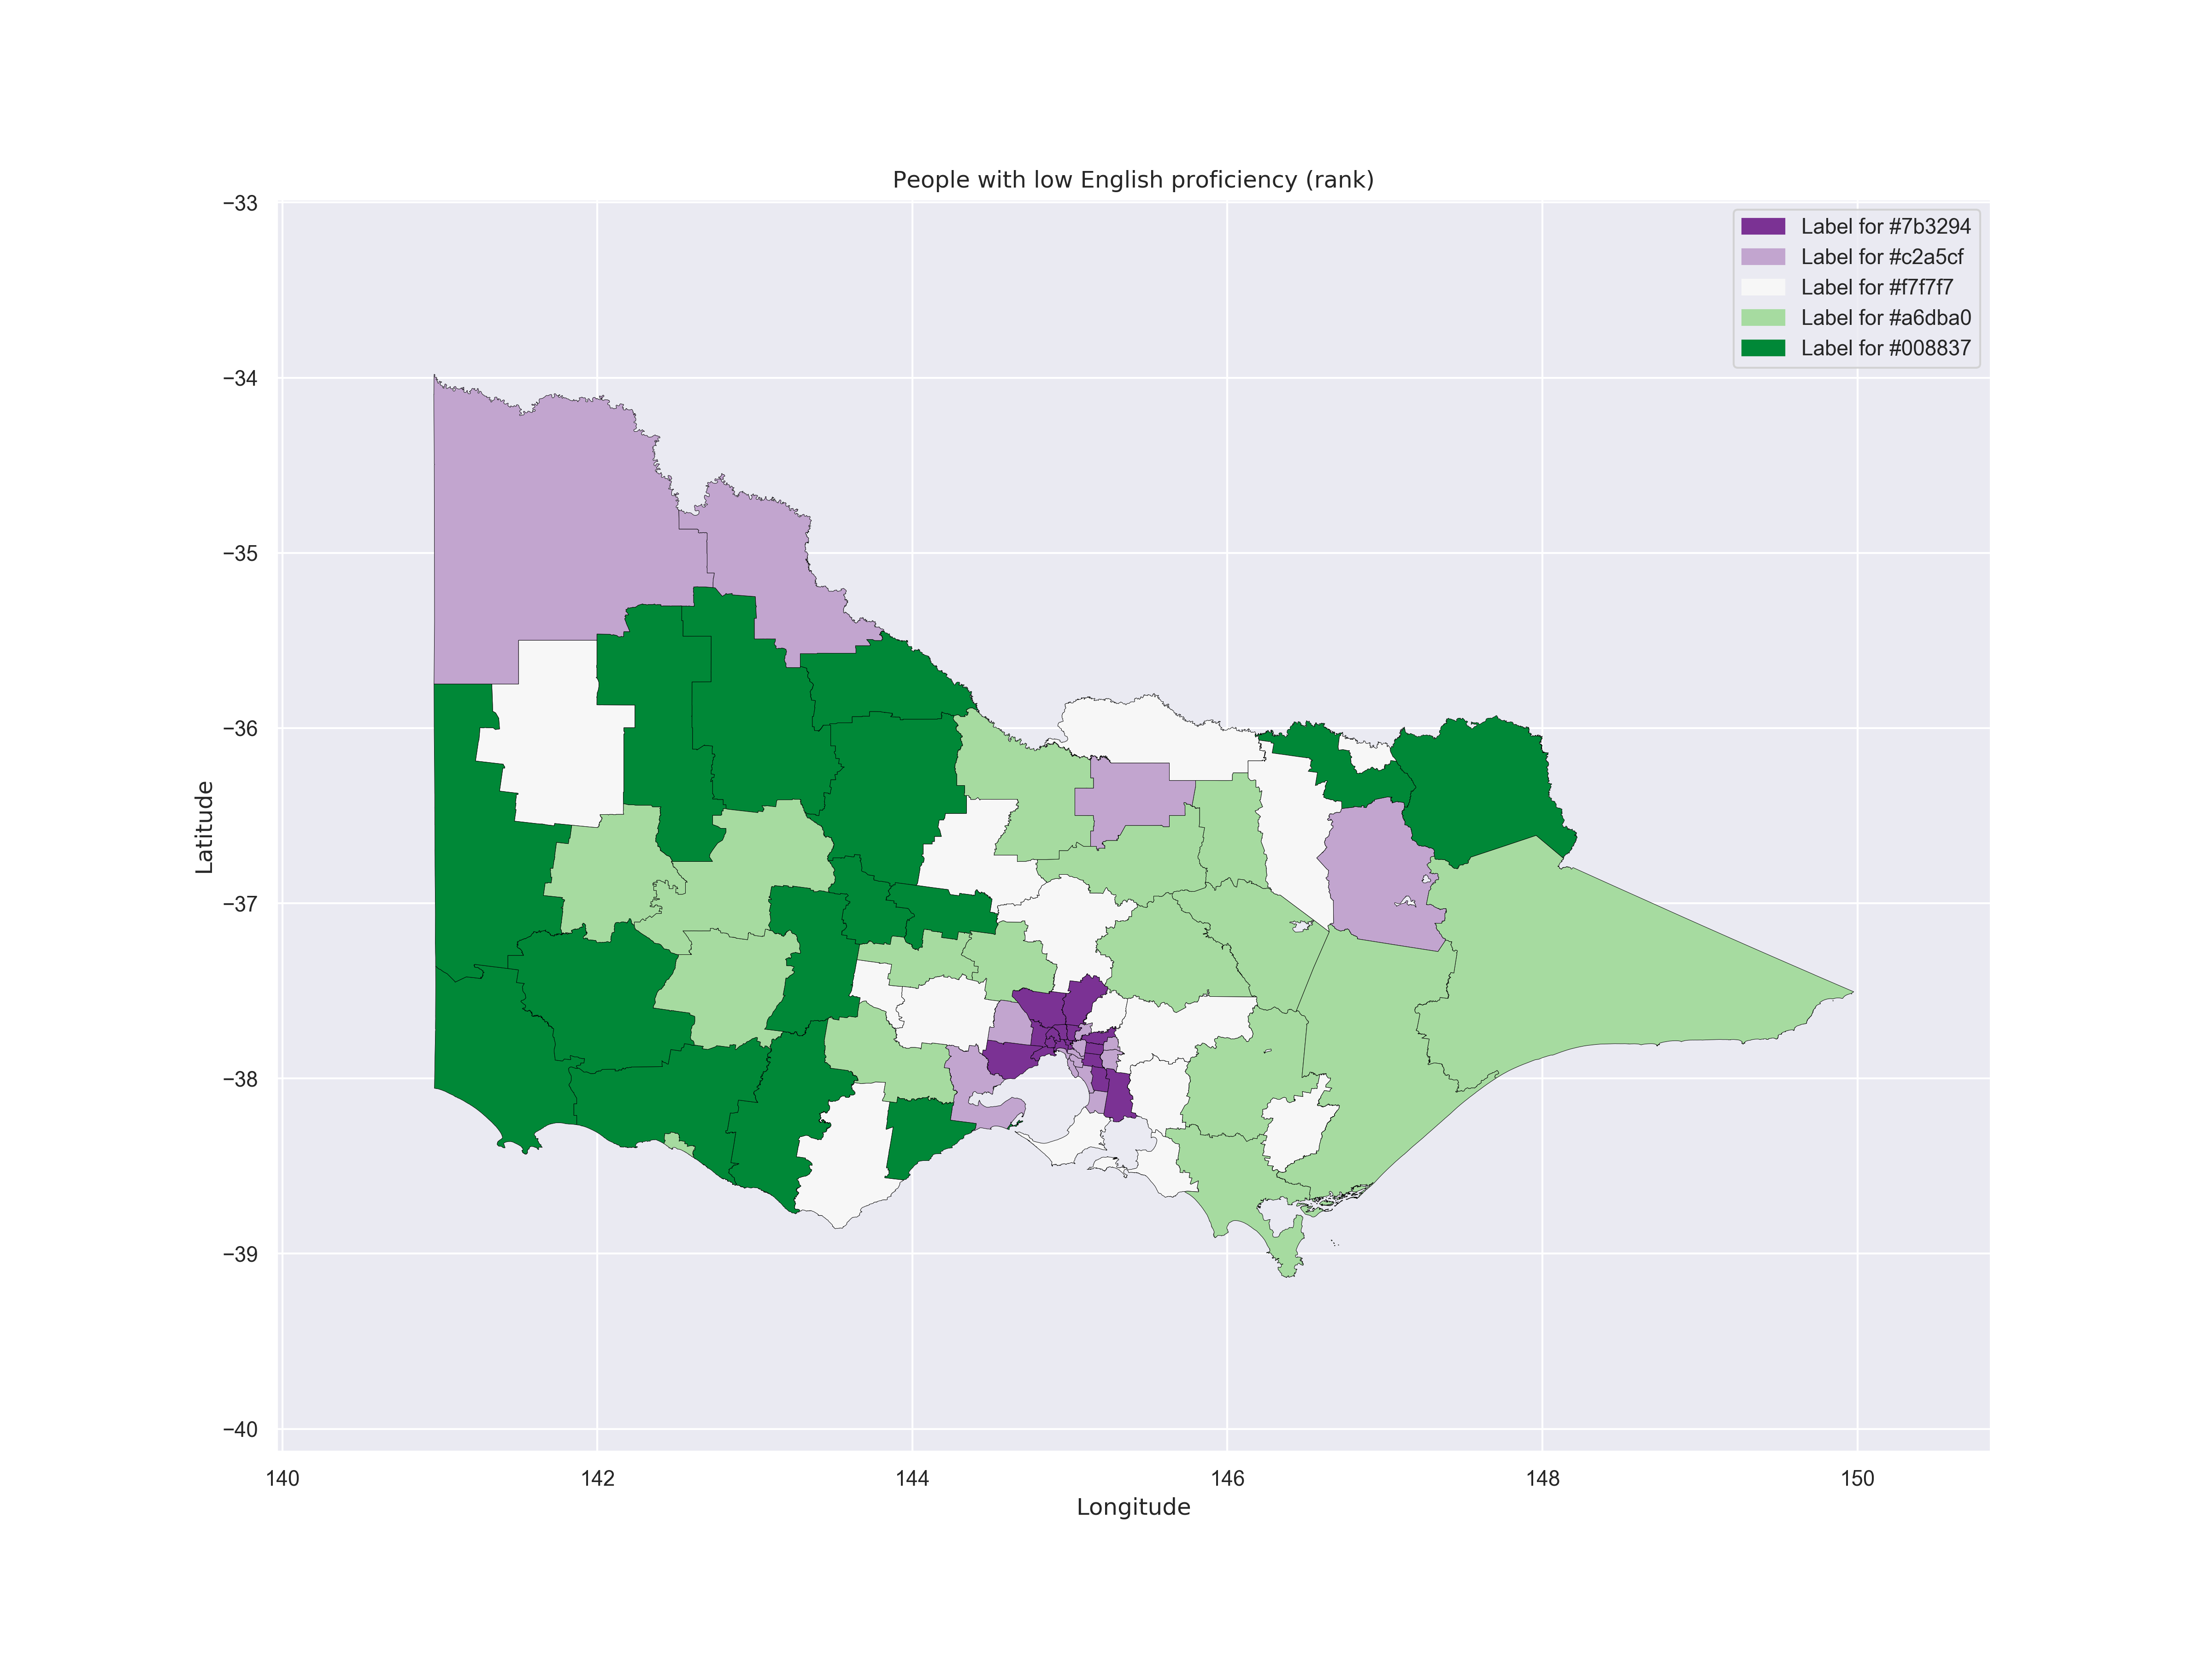 People with low English proficiency (rank)
Label for #7b3294
Label for #c2a5cf
Label for #f7f7f7
Label for #a6dba0
Label for #008837
−33
−34
−35
−36
−37
−38
−39
−40
Latitude
140
142
144
146
148
150
Longitude